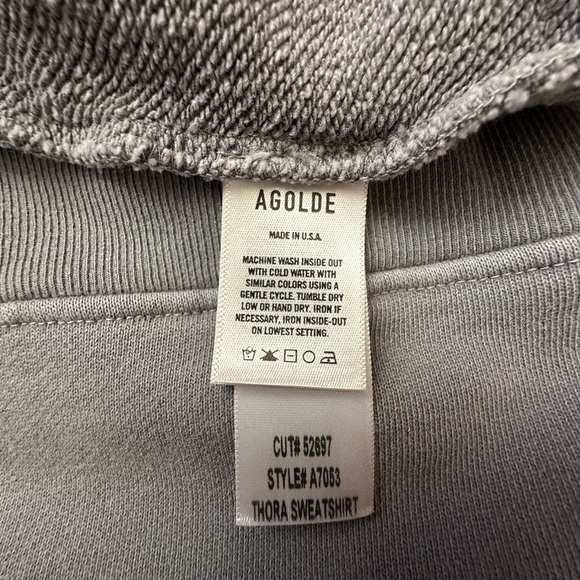 AGOLDE
MADE IN U.S.A.
MACHINE WASH INSIDE OUT
WITH COLD WATER WITH
SIMILAR COLORS USING A
GENTLE CYCLE. TUMBLE DRY
LOW OR HAND DRY. IRON IF
NECESSARY, IRON INSIDE-OUT
ON LOWEST SETTING.
CUT# 52697
STYLE# A7053
THORA SWEATSHIRT